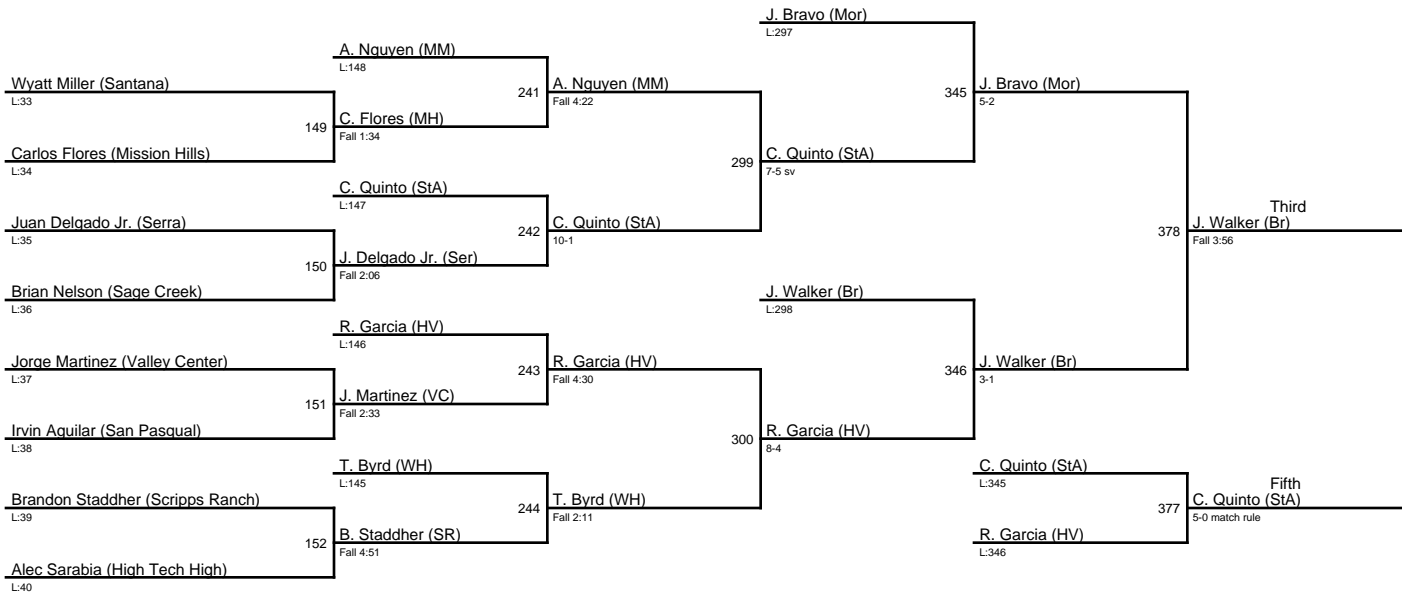 J. Bravo (Mor)
L:297
A. Nguyen (MM)
L:148
Wyatt Miller (Santana)
L:33
241
A. Nguyen (MM)
Fall 4:22
345
J. Bravo (Mor)
5-2
149
C. Flores (MH)
Fall 1:34
Carlos Flores (Mission Hills)
L:34
299
C. Quinto (StA)
7-5 sv
C. Quinto (StA)
L:147
Juan Delgado Jr. (Serra)
L:35
242
C. Quinto (StA)
10-1
378
Third
J. Walker (Br)
Fall 3:56
150
J. Delgado Jr. (Ser)
Fall 2:06
Brian Nelson (Sage Creek)
L:36
J. Walker (Br)
L:298
R. Garcia (HV)
L:146
Jorge Martinez (Valley Center)
L:37
243
R. Garcia (HV)
Fall 4:30
346
J. Walker (Br)
3-1
151
J. Martinez (VC)
Fall 2:33
Irvin Aguilar (San Pasqual)
L:38
300
R. Garcia (HV)
8-4
T. Byrd (WH)
L:145
C. Quinto (StA)
L:345
Brandon Staddher (Scripps Ranch)
L:39
244
T. Byrd (WH)
Fall 2:11
377
Fifth
C. Quinto (StA)
5-0 match rule
152
B. Staddher (SR)
Fall 4:51
R. Garcia (HV)
L:346
Alec Sarabia (High Tech High)
L:40